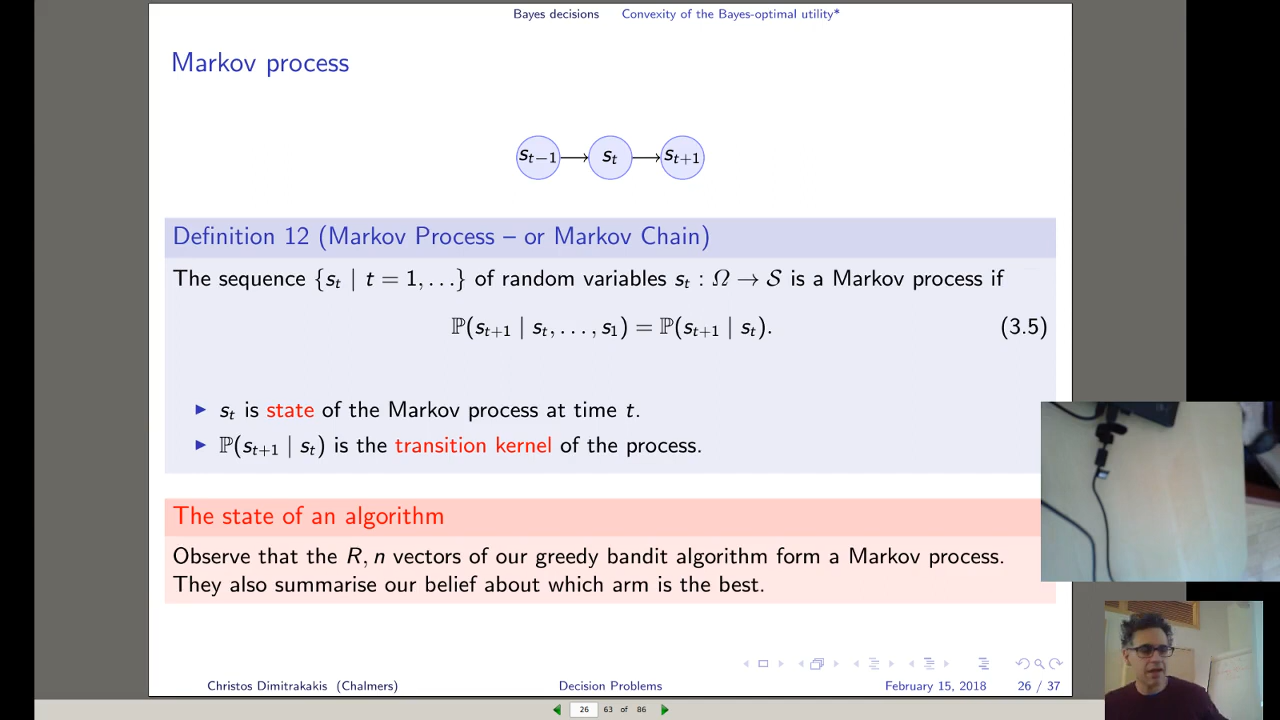 Bayes decisions Convexity of the Bayes-optimal utility*
Markov process
s_{t−1} s_t s_{t+1}
Definition 12 (Markov Process – or Markov Chain)
The sequence {s_t | t = 1, . . .} of random variables s_t : Ω → S is a Markov process if
ℙ(s_{t+1} | s_t, . . . , s_1) = ℙ(s_{t+1} | s_t). (3.5)
▶ s_t is state of the Markov process at time t.
▶ ℙ(s_{t+1} | s_t) is the transition kernel of the process.
The state of an algorithm
Observe that the R, n vectors of our greedy bandit algorithm form a Markov process.
They also summarise our belief about which arm is the best.
Christos Dimitrakakis (Chalmers) Decision Problems February 15, 2018 26 / 37
26 63 of 86